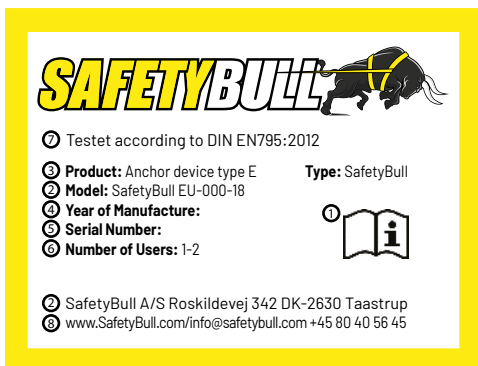 SAFETYBULL
7 Testet according to DIN EN795:2012
3 Product: Anchor device type E Type: SafetyBull
2 Model: SafetyBull EU-000-18
4 Year of Manufacture: 1
5 Serial Number:
6 Number of Users: 1-2
2 SafetyBull A/S Roskildevej 342 DK-2630 Taastrup
8 www.SafetyBull.com/info@safetybull.com +45 80 40 56 45